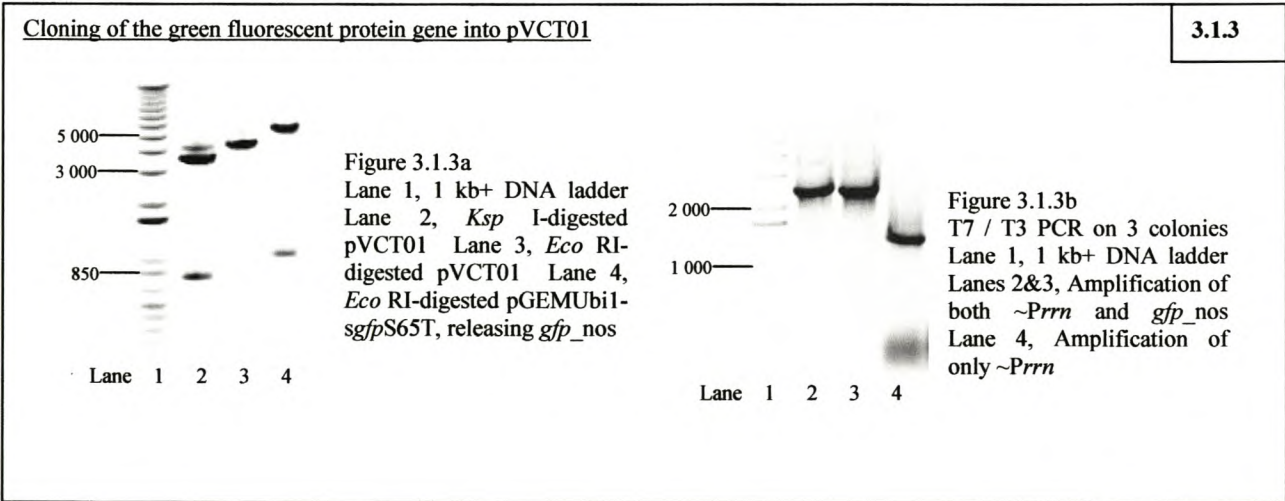 Cloning of the green fluorescent protein gene into pVCT01
3.1.3
5 000
3 000
850
Lane 1 2 3 4
Figure 3.1.3a
Lane 1, 1 kb+ DNA ladder
Lane 2, Ksp I-digested
pVCT01 Lane 3, Eco RI-
digested pVCT01 Lane 4,
Eco RI-digested pGEMUbi1-
sgfpS65T, releasing gfp_nos
2 000
1 000
Lane 1 2 3 4
Figure 3.1.3b
T7 / T3 PCR on 3 colonies
Lane 1, 1 kb+ DNA ladder
Lanes 2&3, Amplification of
both ~Prrn and gfp_nos
Lane 4, Amplification of
only ~Prrn